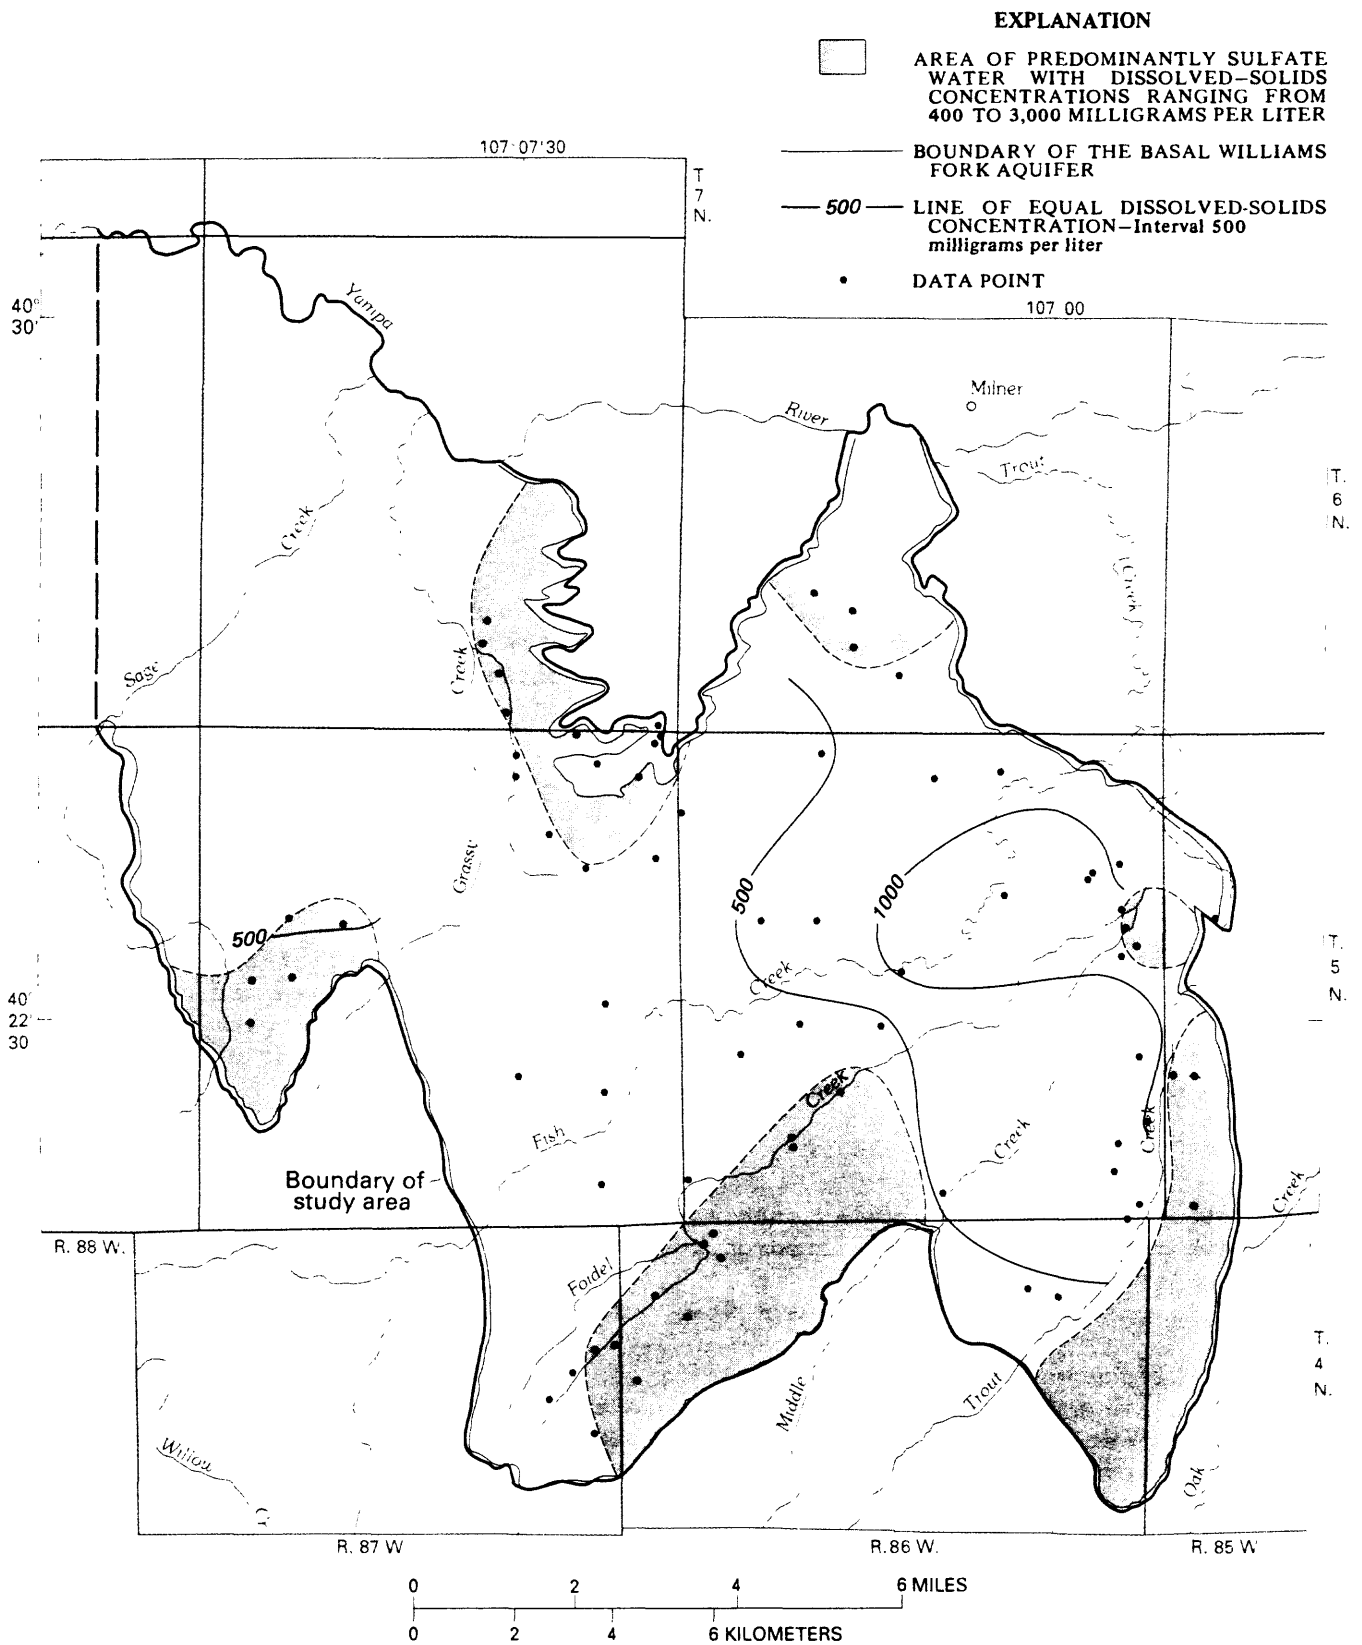 EXPLANATION
AREA OF PREDOMINANTLY SULFATE
WATER WITH DISSOLVED–SOLIDS
CONCENTRATIONS RANGING FROM
400 TO 3,000 MILLIGRAMS PER LITER
BOUNDARY OF THE BASAL WILLIAMS
FORK AQUIFER
500
LINE OF EQUAL DISSOLVED-SOLIDS
CONCENTRATION–Interval 500
milligrams per liter
DATA POINT
107 07'30
T
7
N.
107 00
40°
30'
Yampa
River
Milner
Trout
Creek
T.
6
N.
Creek
Sage
Creek
Grassy
500
500
1000
Creek
T.
5
N.
40'
22'
30
Creek
Creek
Creek
Creek
Fish
Boundary of
study area
R. 88 W.
Foidel
Middle
Trout
Oak
T.
4
N.
Willow
R. 87 W
R. 86 W.
R. 85 W
0 2 4 6 MILES
0 2 4 6 KILOMETERS